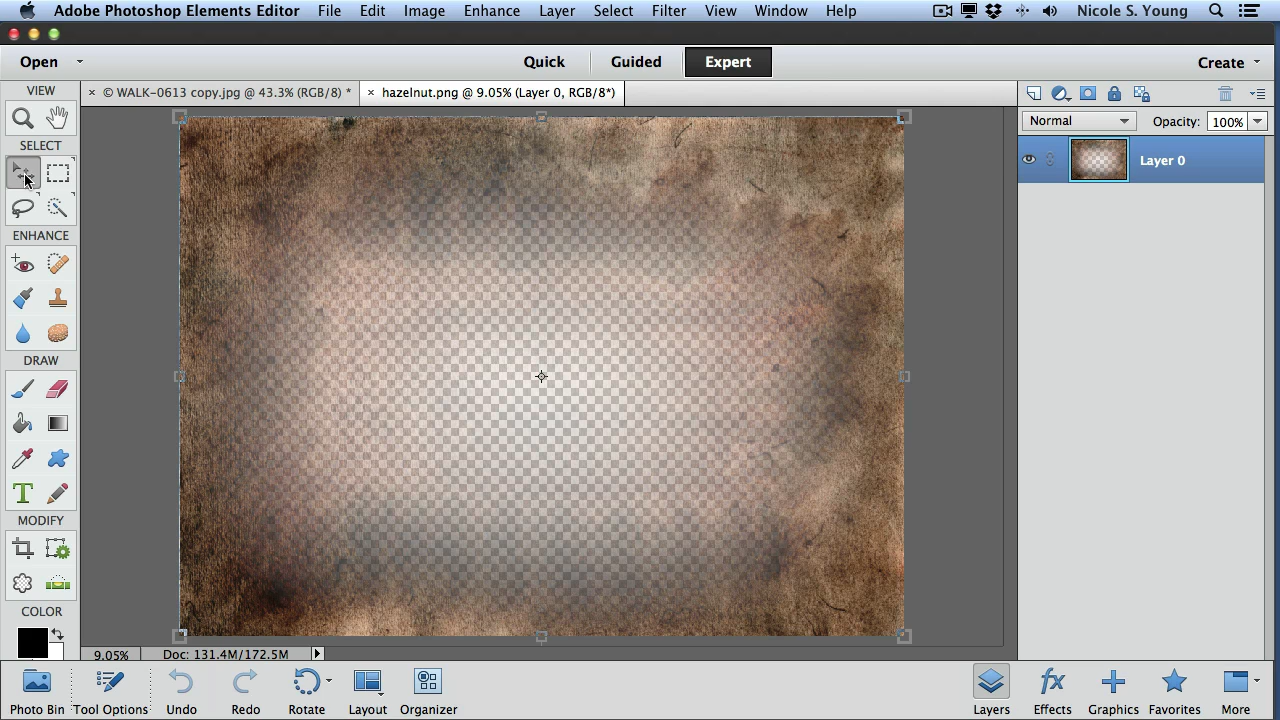 Adobe Photoshop Elements Editor File Edit Image Enhance Layer Select Filter View Window Help Nicole S. Young
Open Quick Guided Expert Create
VIEW
× © WALK-0613 copy.jpg @ 43.3% (RGB/8) *
× hazelnut.png @ 9.05% (Layer 0, RGB/8*)
Normal Opacity: 100%
SELECT
Layer 0
ENHANCE
DRAW
T
MODIFY
COLOR
9.05% Doc: 131.4M/172.5M
Photo Bin Tool Options Undo Redo Rotate Layout Organizer Layers Effects Graphics Favorites More